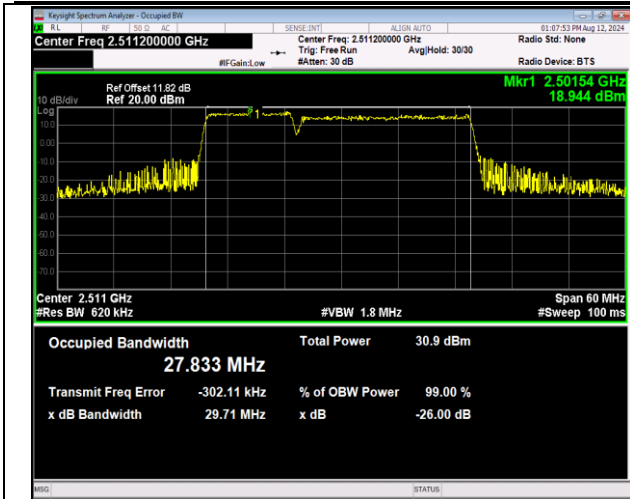 Keysight Spectrum Analyzer - Occupied BW
RL RF 50 Ω AC SENSE:INT ALIGN AUTO 01:07:53 PM Aug 12, 2024
Center Freq 2.511200000 GHz Center Freq: 2.511200000 GHz Radio Std: None
Trig: Free Run Avg|Hold: 30/30
#IFGain:Low #Atten: 30 dB Radio Device: BTS
Ref Offset 11.82 dB Mkr1 2.50154 GHz
10 dB/div Ref 20.00 dBm 18.944 dBm
Log
10.0
0.00
-10.0
-20.0
-30.0
-40.0
-50.0
-60.0
-70.0
1
Center 2.511 GHz Span 60 MHz
#Res BW 620 kHz #VBW 1.8 MHz #Sweep 100 ms
Occupied Bandwidth Total Power 30.9 dBm
27.833 MHz
Transmit Freq Error -302.11 kHz % of OBW Power 99.00 %
x dB Bandwidth 29.71 MHz x dB -26.00 dB
MSG STATUS